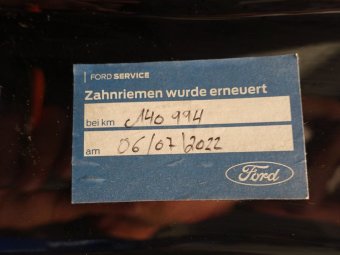 FORD SERVICE
Zahnriemen wurde erneuert
bei km 140 994
am 06/07/2022
Ford